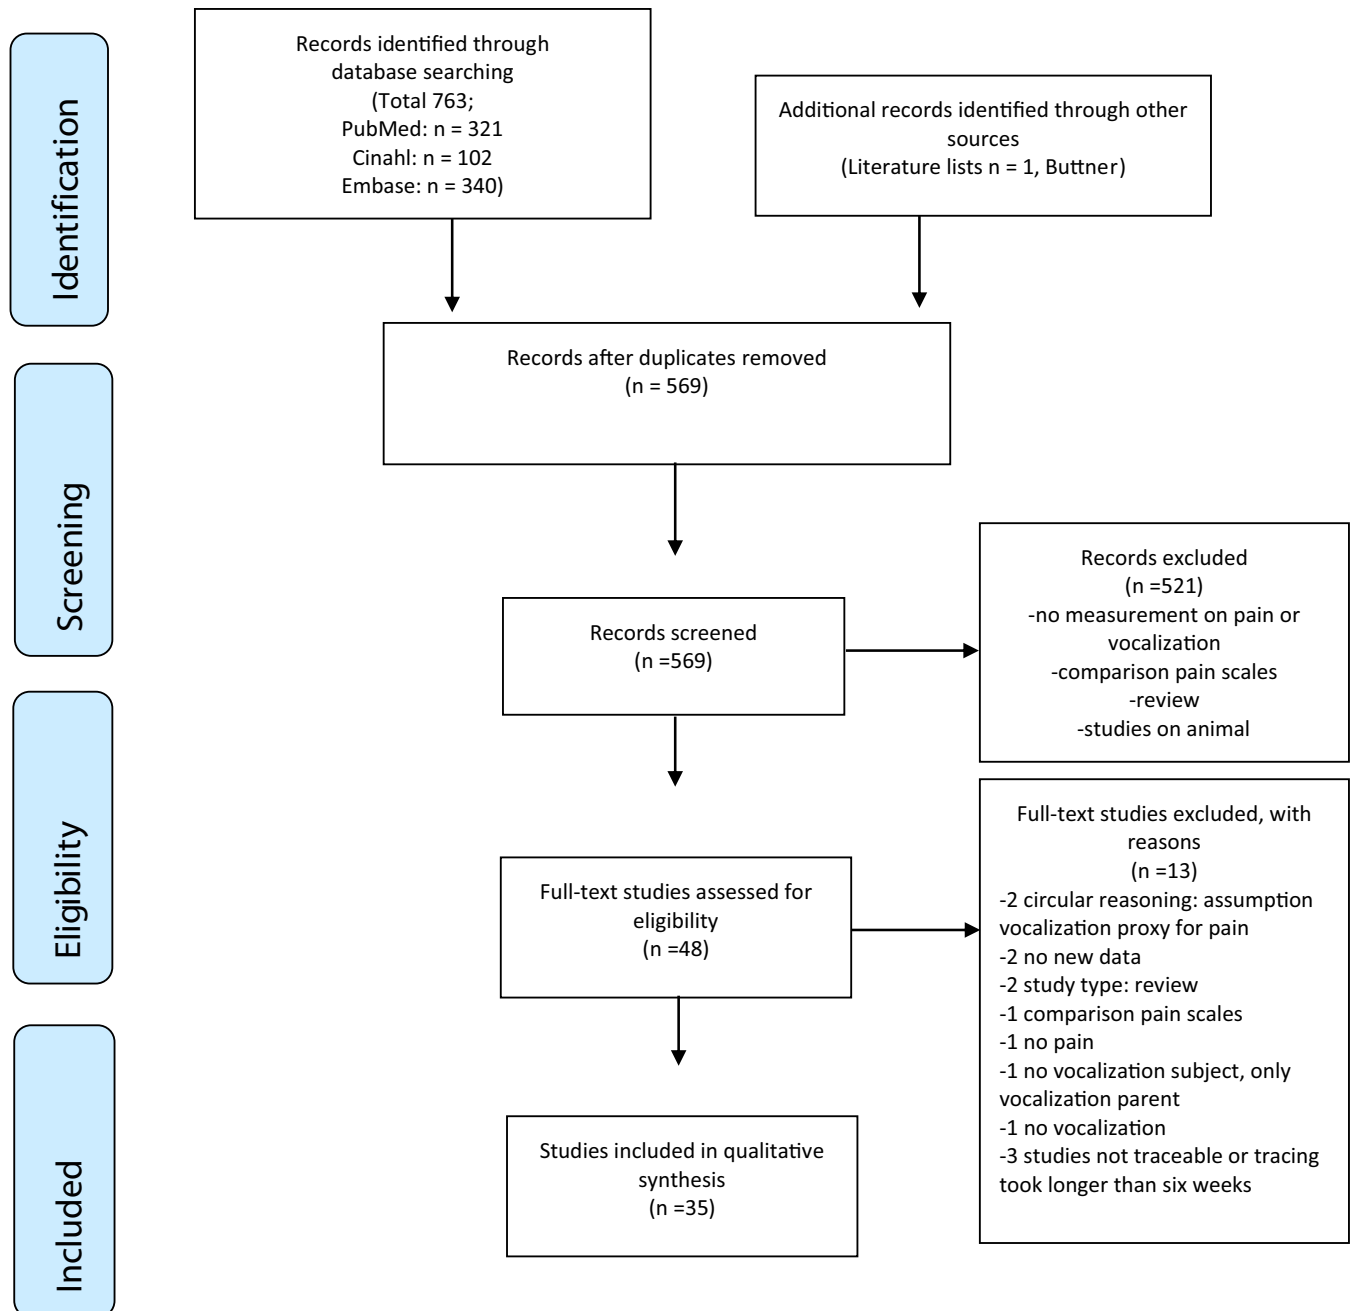 Identification
Records identified through
database searching
(Total 763;
PubMed: n = 321
Cinahl: n = 102
Embase: n = 340)
Additional records identified through other
sources
(Literature lists n = 1, Buttner)
Records after duplicates removed
(n = 569)
Screening
Records screened
(n =569)
Records excluded
(n =521)
-no measurement on pain or
vocalization
-comparison pain scales
-review
-studies on animal
Eligibility
Full-text studies assessed for
eligibility
(n =48)
Full-text studies excluded, with
reasons
(n =13)
-2 circular reasoning: assumption
vocalization proxy for pain
-2 no new data
-2 study type: review
-1 comparison pain scales
-1 no pain
-1 no vocalization subject, only
vocalization parent
-1 no vocalization
-3 studies not traceable or tracing
took longer than six weeks
Included
Studies included in qualitative
synthesis
(n =35)